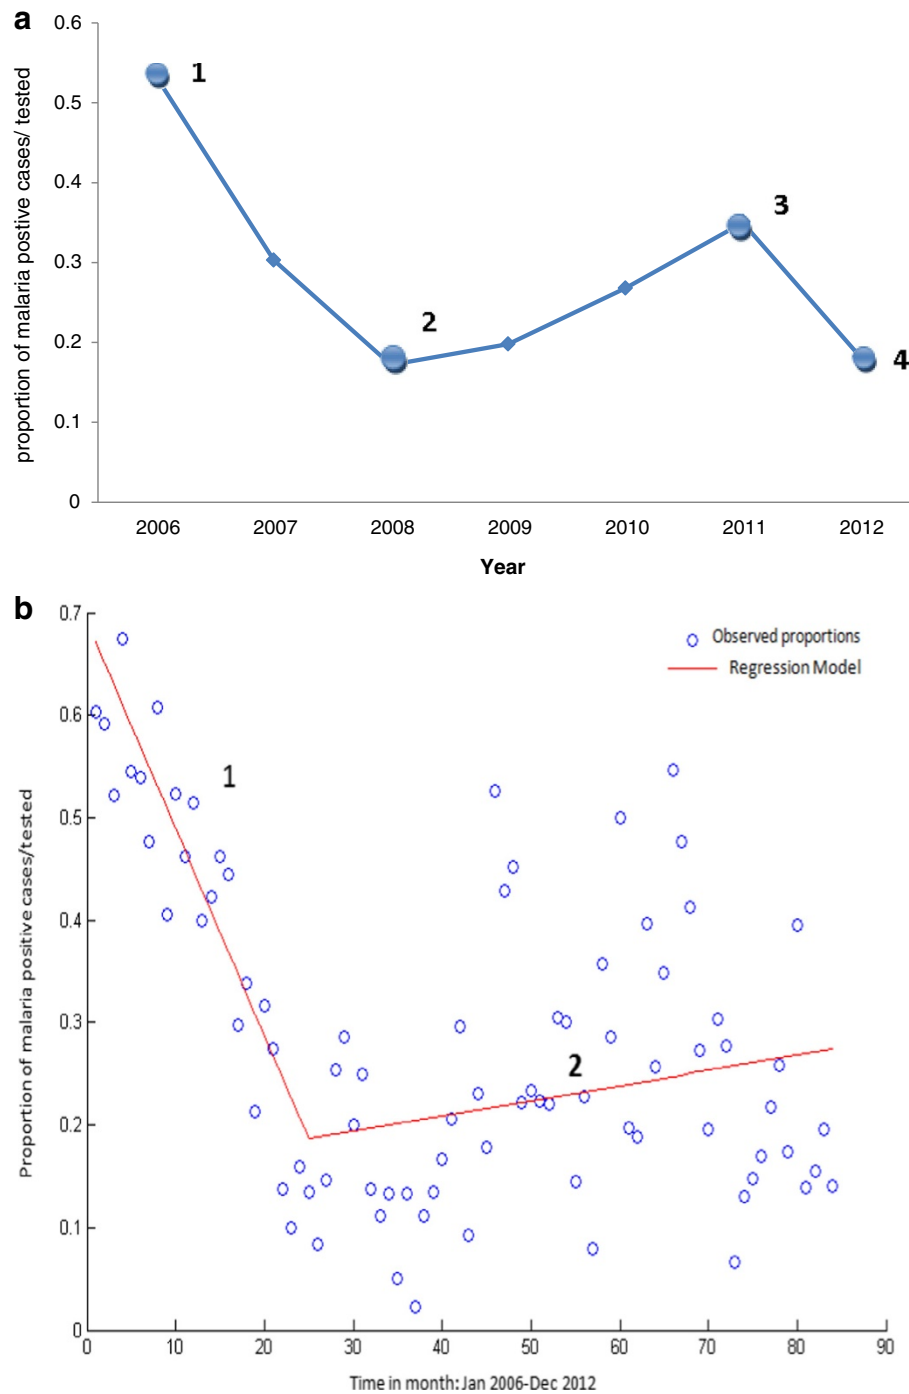 a
proportion of malaria postive cases/ tested
0.6
0.5
0.4
0.3
0.2
0.1
0
1
2
3
4
2006 2007 2008 2009 2010 2011 2012
Year
b
Proportion of malaria positive cases/tested
0.7
0.6
0.5
0.4
0.3
0.2
0.1
0
Observed proportions
Regression Model
1
2
0 10 20 30 40 50 60 70 80 90
Time in month: Jan 2006-Dec 2012